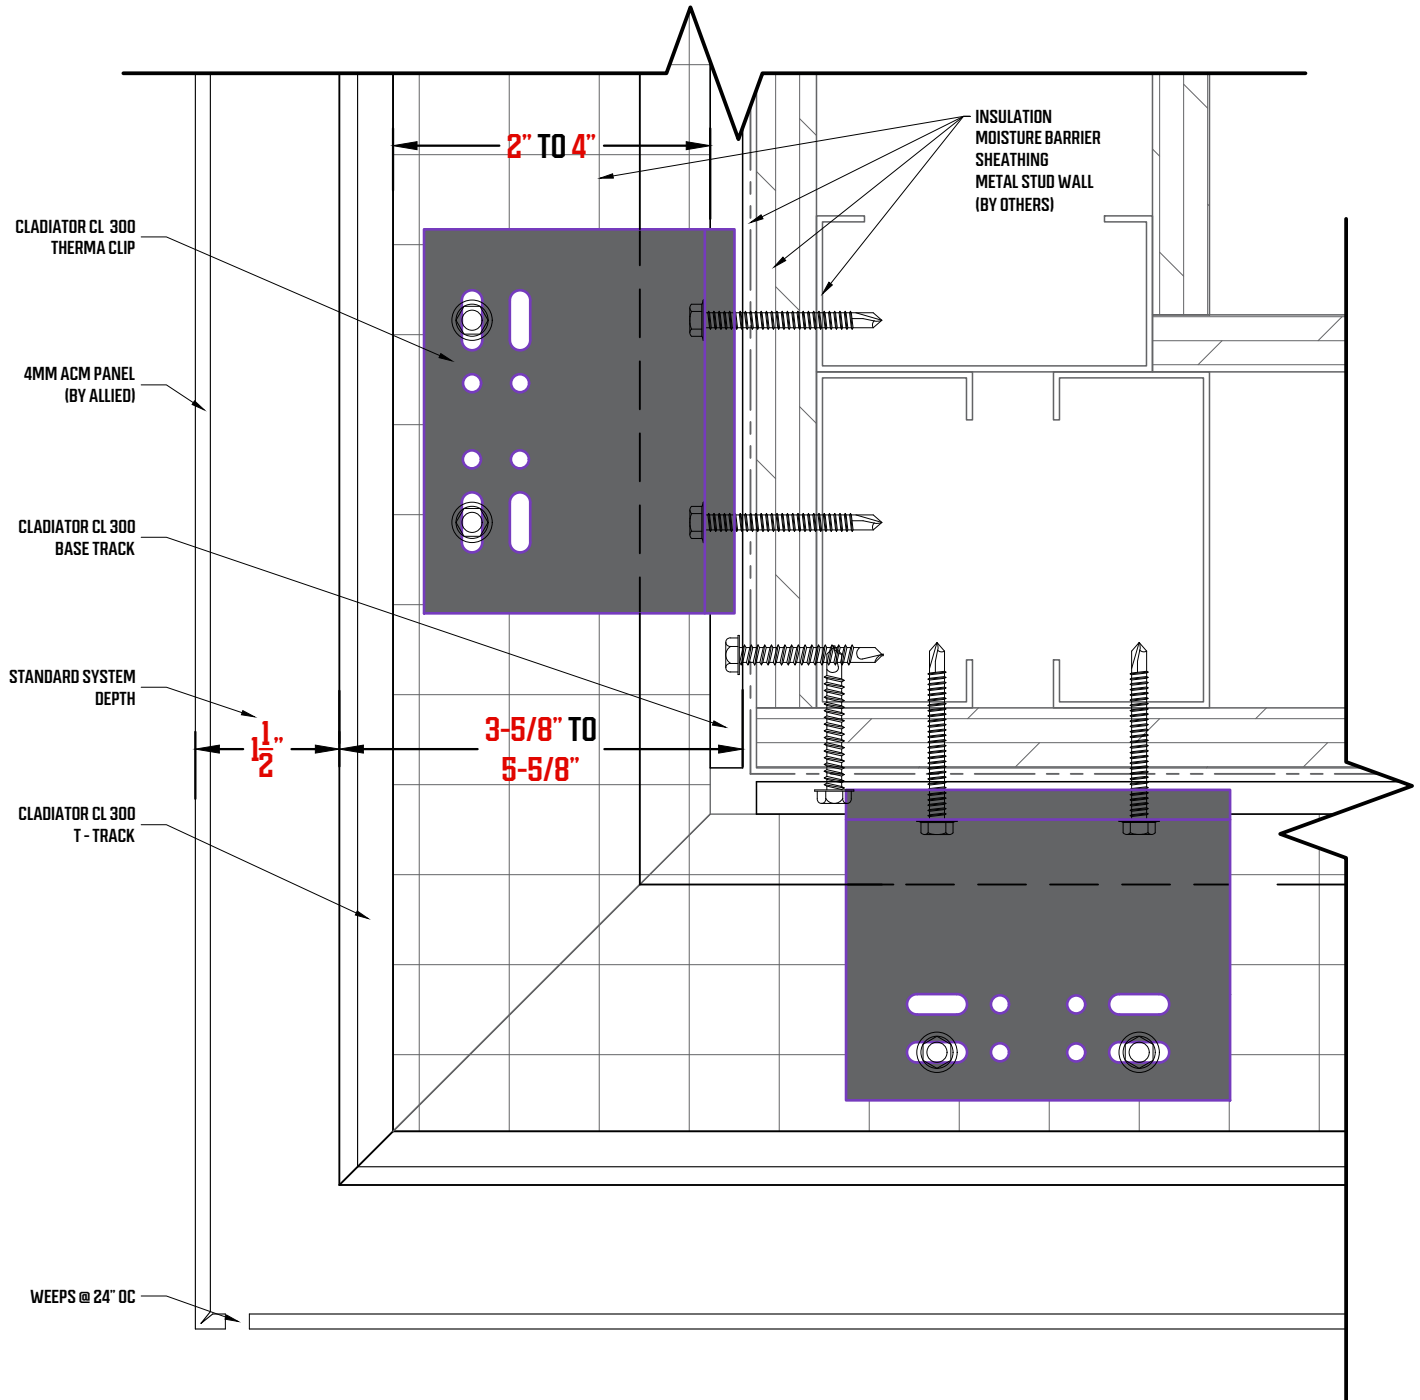 INSULATION
MOISTURE BARRIER
SHEATHING
METAL STUD WALL
(BY OTHERS)
2" TO 4"
CLADIATOR CL 300
THERMA CLIP
4MM ACM PANEL
(BY ALLIED)
CLADIATOR CL 300
BASE TRACK
STANDARD SYSTEM
DEPTH
1 1/2"
3-5/8" TO
5-5/8"
CLADIATOR CL 300
T - TRACK
WEEPS @ 24" OC